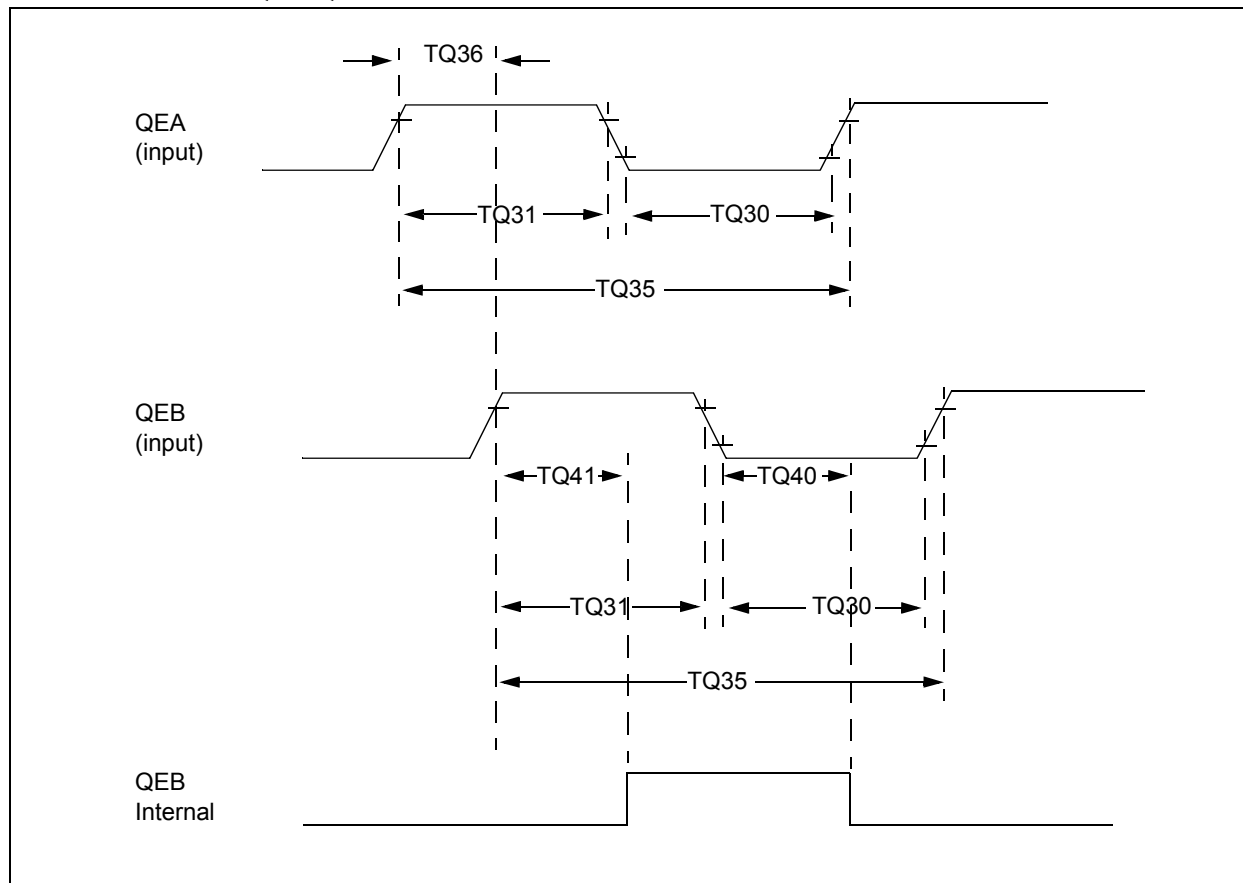 TQ36
QEA
(input)
TQ31
TQ30
TQ35
QEB
(input)
TQ41
TQ40
TQ31
TQ30
TQ35
QEB
Internal